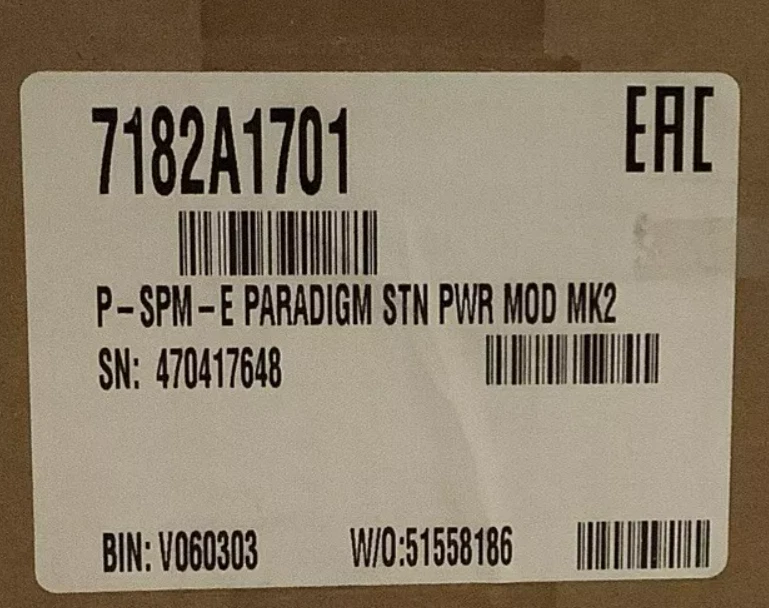 7182A1701
EAC
P-SPM-E PARADIGM STN PWR MOD MK2
SN: 470417648
BIN: V060303 W/O:51558186